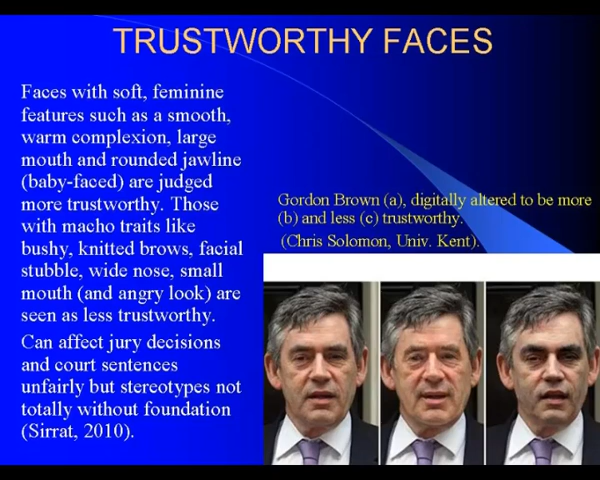 TRUSTWORTHY FACES
Faces with soft, feminine
features such as a smooth,
warm complexion, large
mouth and rounded jawline
(baby-faced) are judged
more trustworthy. Those
with macho traits like
bushy, knitted brows, facial
stubble, wide nose, small
mouth (and angry look) are
seen as less trustworthy.
Can affect jury decisions
and court sentences
unfairly but stereotypes not
totally without foundation
(Sirrat, 2010).
Gordon Brown (a), digitally altered to be more
(b) and less (c) trustworthy.
(Chris Solomon, Univ. Kent).